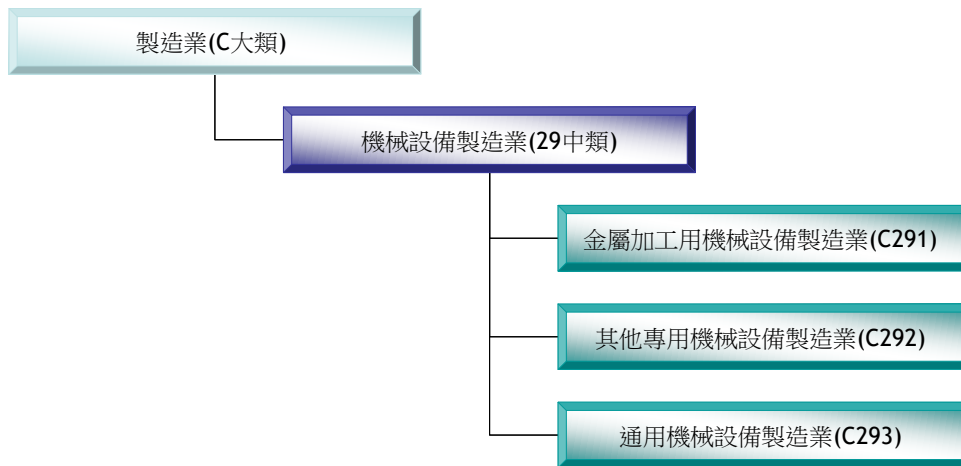 製造業(C大類)
機械設備製造業(29中類)
金屬加工用機械設備製造業(C291)
其他專用機械設備製造業(C292)
通用機械設備製造業(C293)